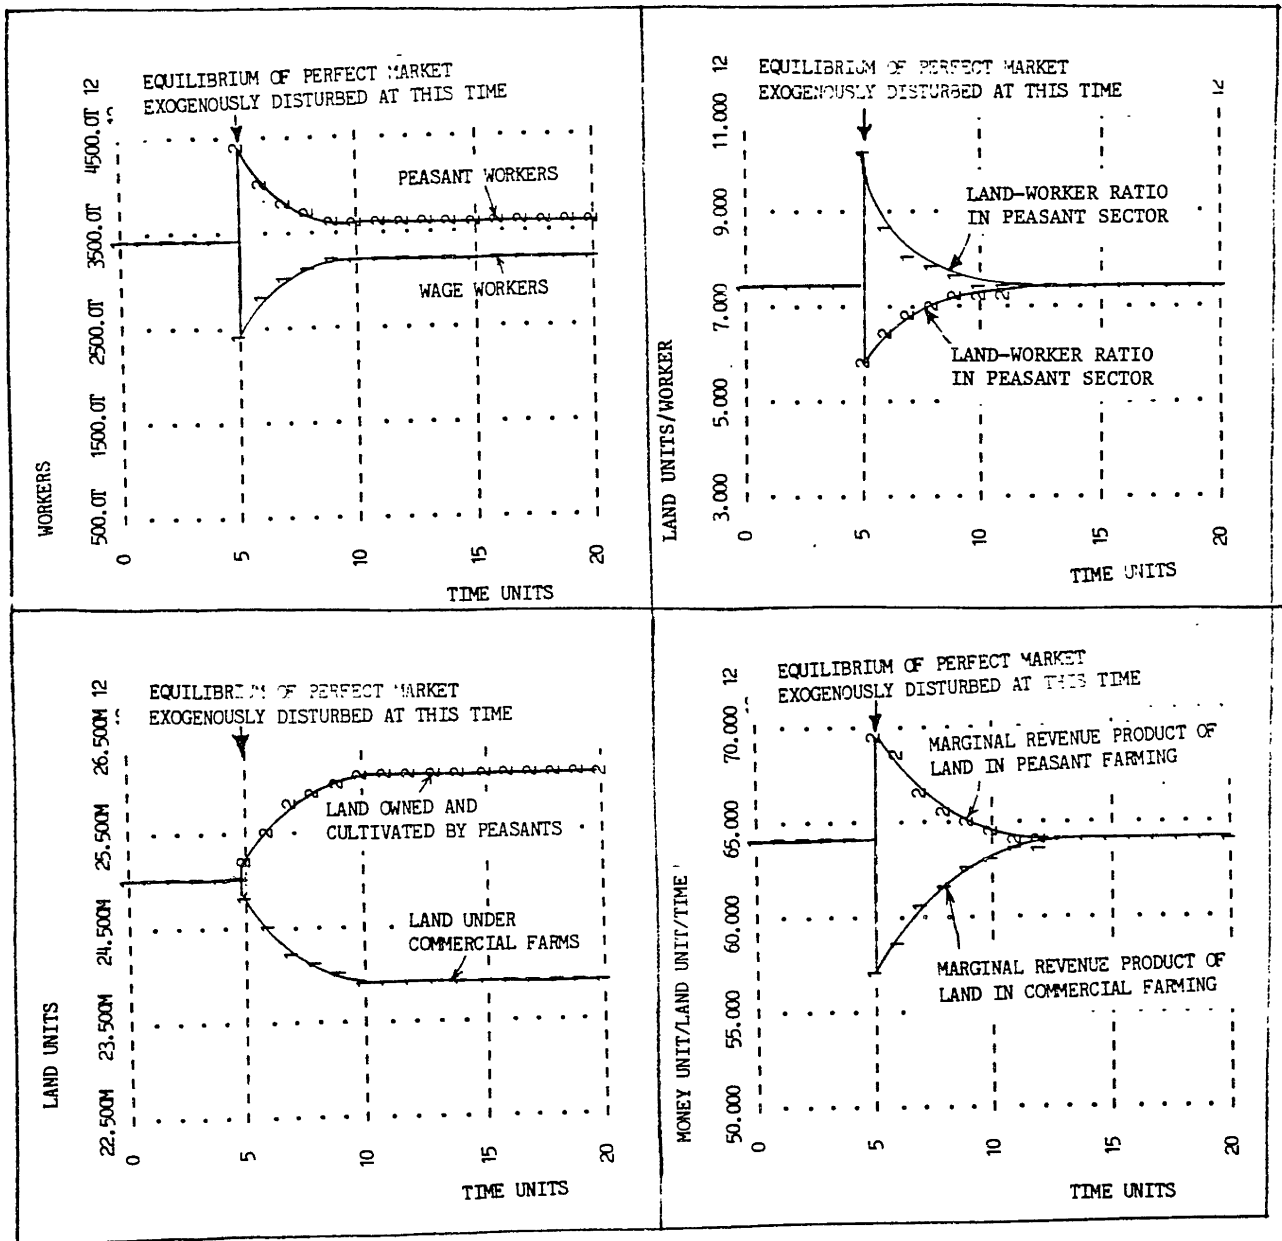 EQUILIBRIUM OF PERFECT MARKET
EXOGENOUSLY DISTURBED AT THIS TIME
PEASANT WORKERS
WAGE WORKERS
WORKERS
500.0T 1500.0T 2500.0T 3500.0T 4500.0T 12
0 5 10 15 20
TIME UNITS
EQUILIBRIUM OF PERFECT MARKET
EXOGENOUSLY DISTURBED AT THIS TIME
LAND-WORKER RATIO
IN PEASANT SECTOR
LAND-WORKER RATIO
IN PEASANT SECTOR
LAND UNITS/WORKER
3.000 5.000 7.000 9.000 11.000 12
12
0 5 10 15 20
TIME UNITS
EQUILIBRIUM OF PERFECT MARKET
EXOGENOUSLY DISTURBED AT THIS TIME
LAND OWNED AND
CULTIVATED BY PEASANTS
LAND UNDER
COMMERCIAL FARMS
LAND UNITS
22.500M 23.500M 24.500M 25.500M 26.500M 12
0 5 10 15 20
TIME UNITS
EQUILIBRIUM OF PERFECT MARKET
EXOGENOUSLY DISTURBED AT THIS TIME
MARGINAL REVENUE PRODUCT OF
LAND IN PEASANT FARMING
MARGINAL REVENUE PRODUCT OF
LAND IN COMMERCIAL FARMING
MONEY UNIT/LAND UNIT/TIME
50.000 55.000 60.000 65.000 70.000 12
0 5 10 15 20
TIME UNITS